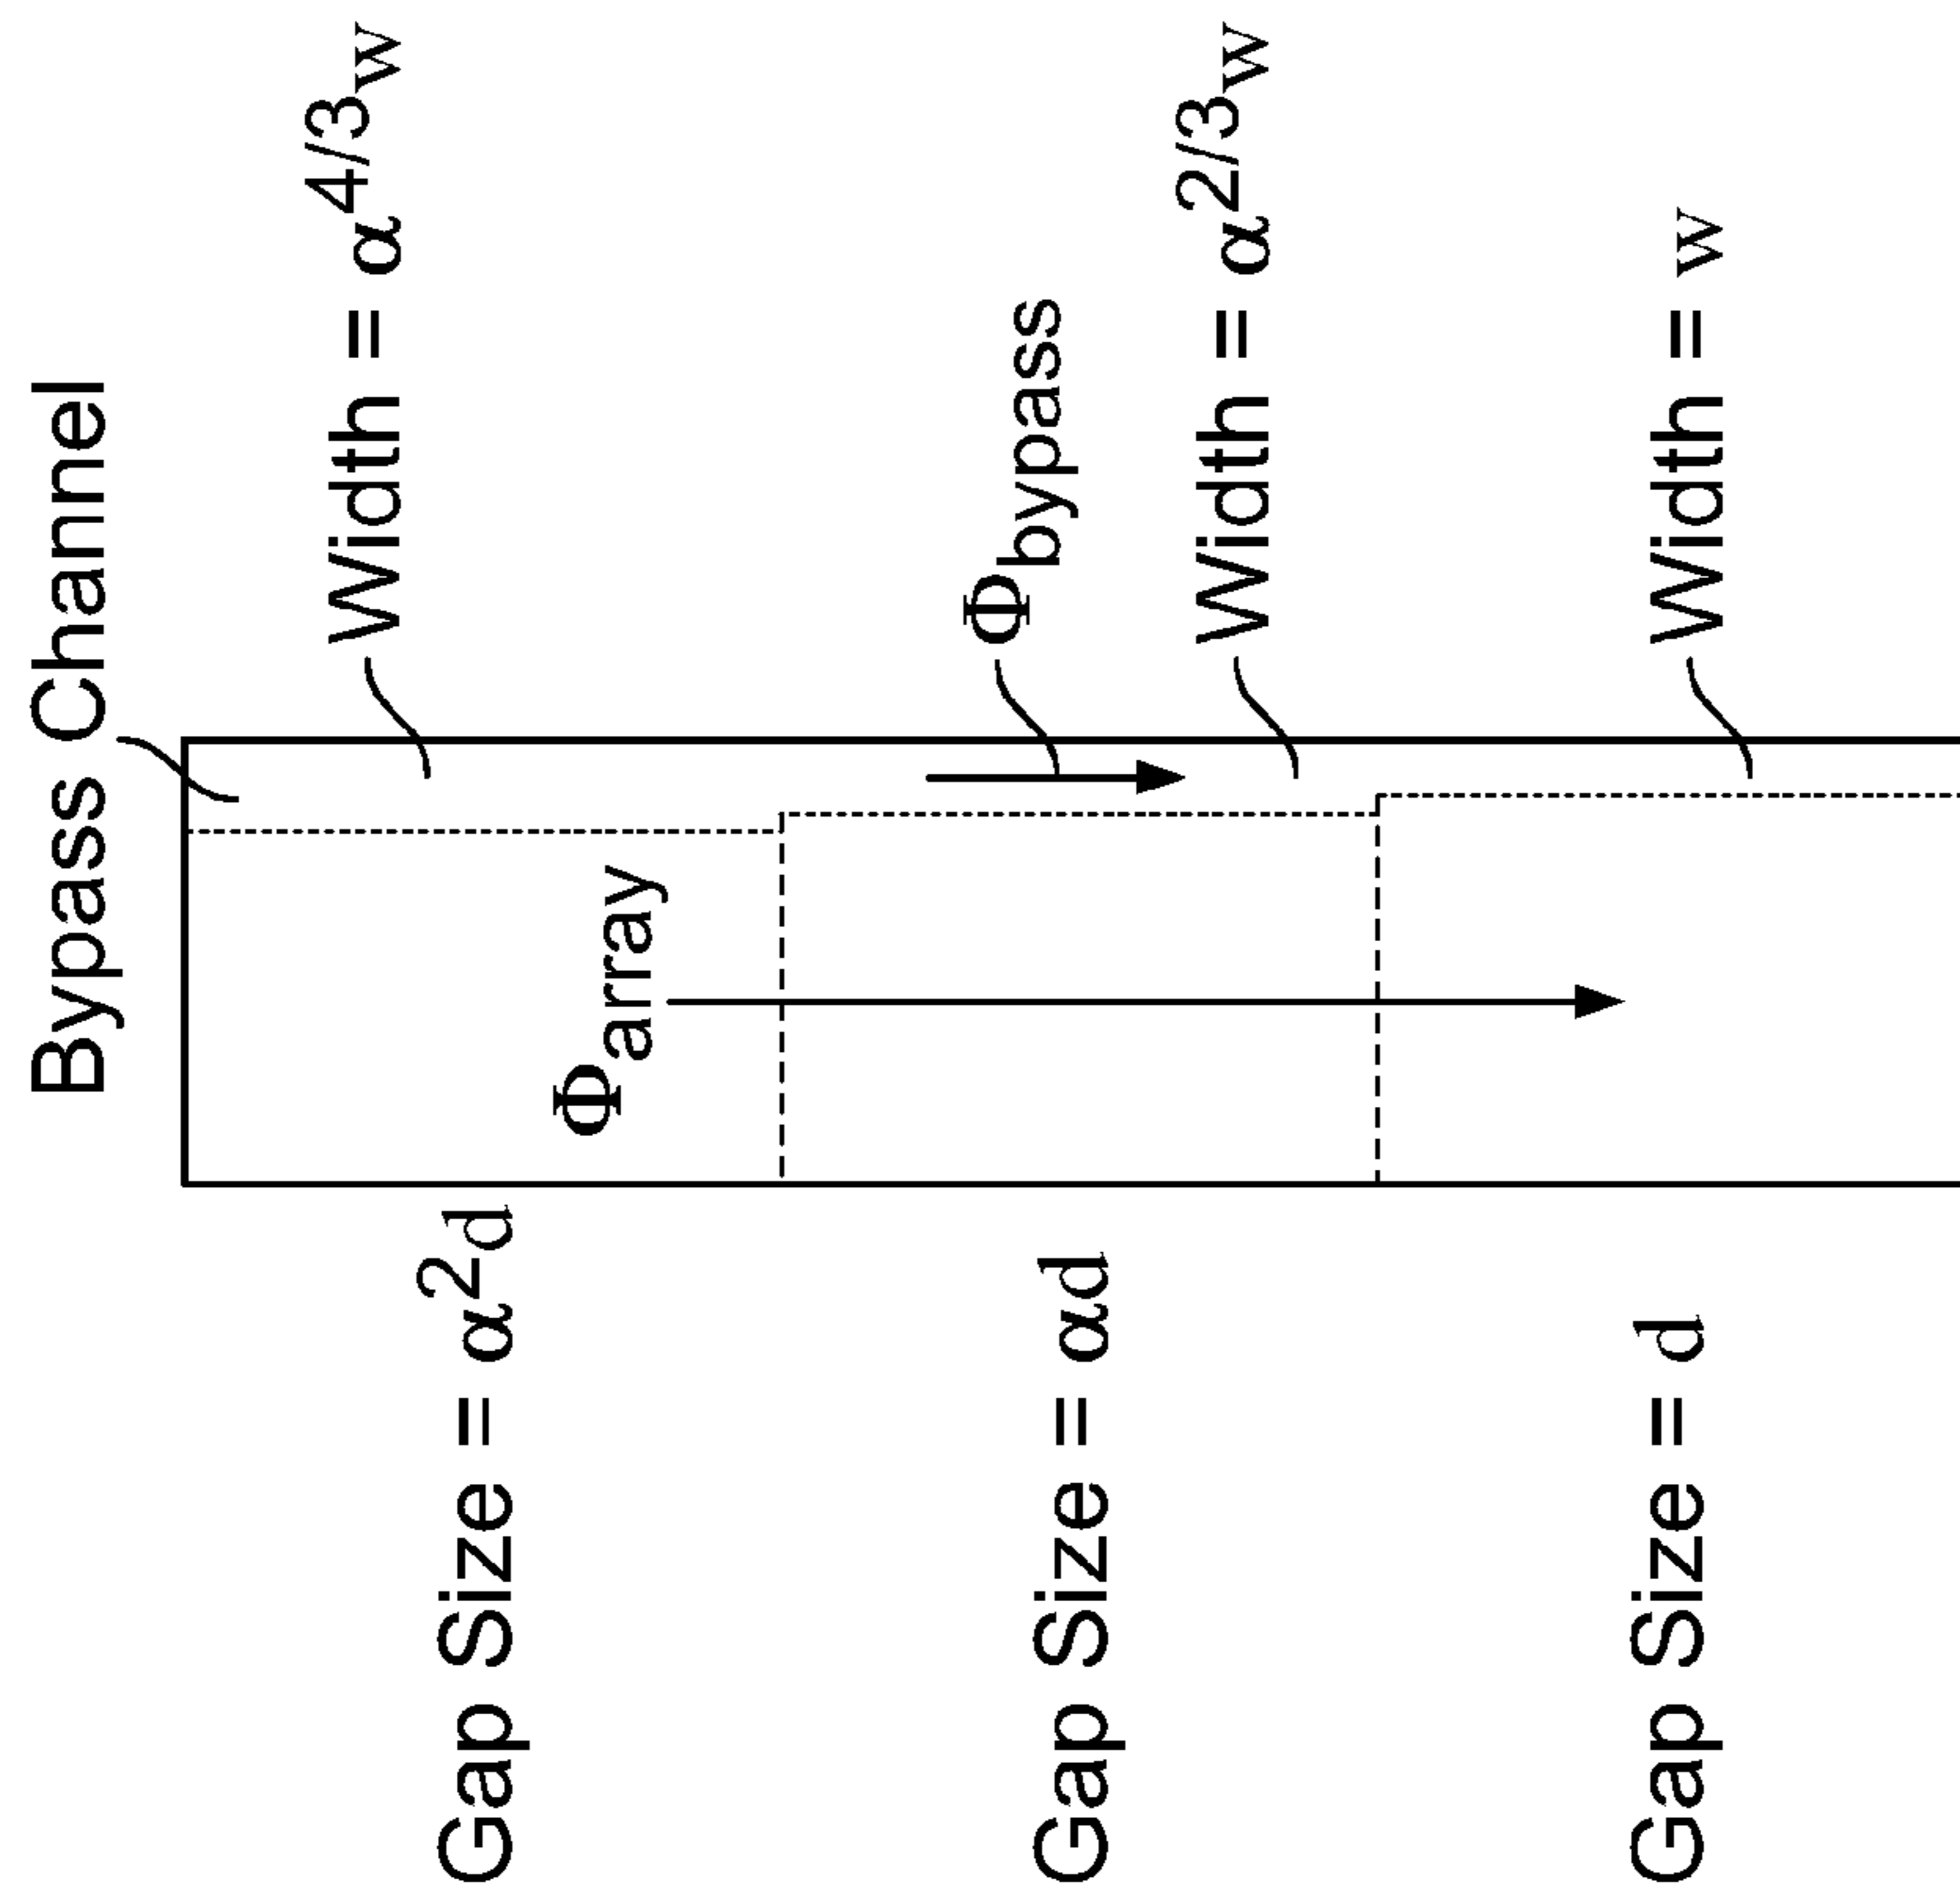 Bypass Channel
Width = α^4/3w
Φarray
Φbypass
Width = α^2/3w
Width = w
Gap Size = α^2d
Gap Size = αd
Gap Size = d